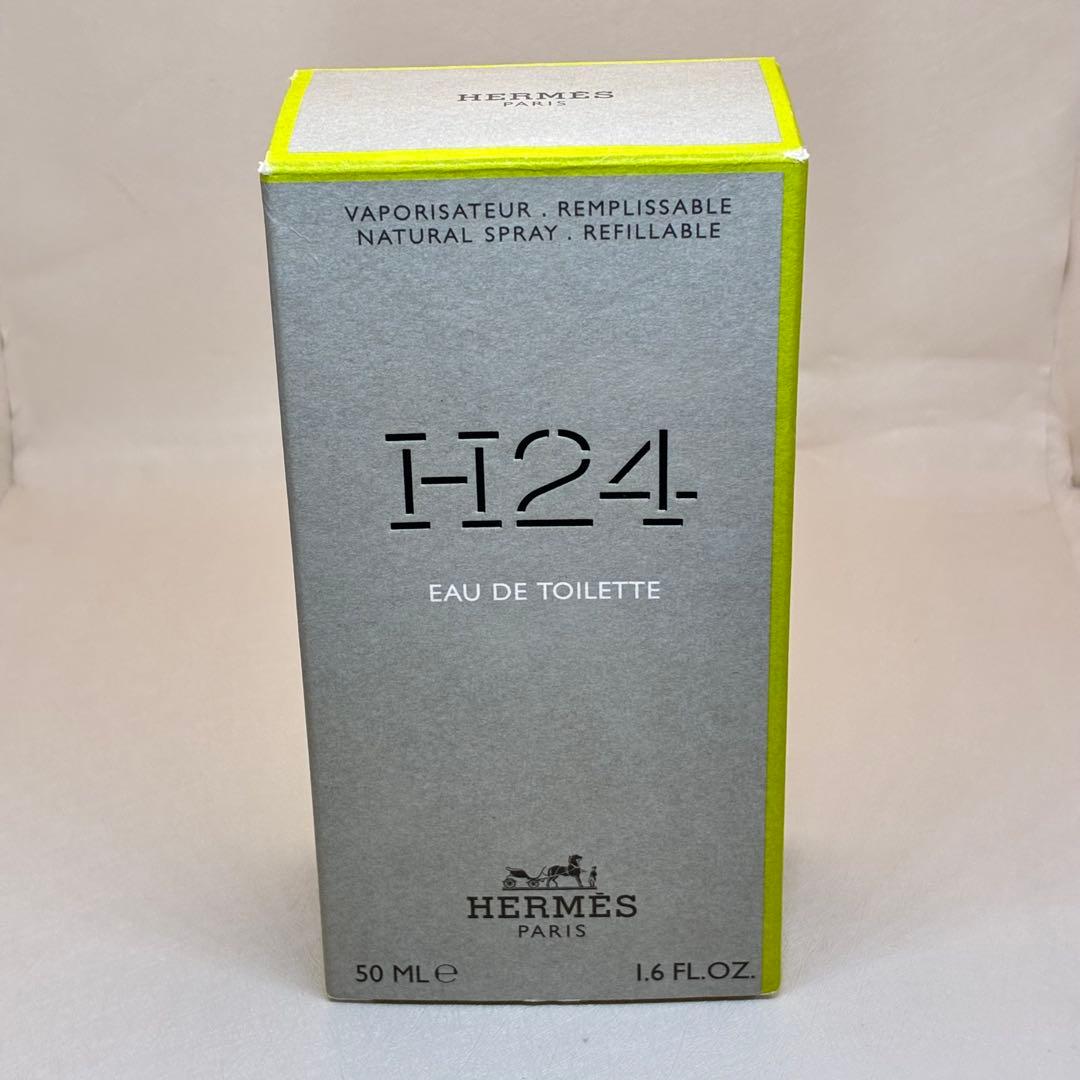 HERMÈS
PARIS
VAPORISATEUR . REMPLISSABLE
NATURAL SPRAY . REFILLABLE
H24
EAU DE TOILETTE
HERMÈS
PARIS
50 ML ℮ 1.6 FL.OZ.